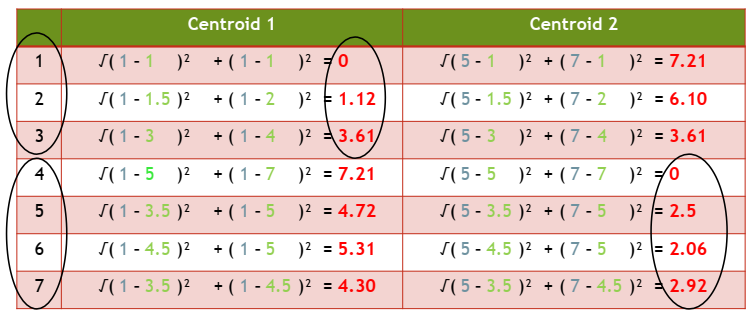 Centroid 1 Centroid 2
1 √( 1 - 1 )² + ( 1 - 1 )² = 0 √( 5 - 1 )² + ( 7 - 1 )² = 7.21
2 √( 1 - 1.5 )² + ( 1 - 2 )² = 1.12 √( 5 - 1.5 )² + ( 7 - 2 )² = 6.10
3 √( 1 - 3 )² + ( 1 - 4 )² = 3.61 √( 5 - 3 )² + ( 7 - 4 )² = 3.61
4 √( 1 - 5 )² + ( 1 - 7 )² = 7.21 √( 5 - 5 )² + ( 7 - 7 )² = 0
5 √( 1 - 3.5 )² + ( 1 - 5 )² = 4.72 √( 5 - 3.5 )² + ( 7 - 5 )² = 2.5
6 √( 1 - 4.5 )² + ( 1 - 5 )² = 5.31 √( 5 - 4.5 )² + ( 7 - 5 )² = 2.06
7 √( 1 - 3.5 )² + ( 1 - 4.5 )² = 4.30 √( 5 - 3.5 )² + ( 7 - 4.5 )² = 2.92